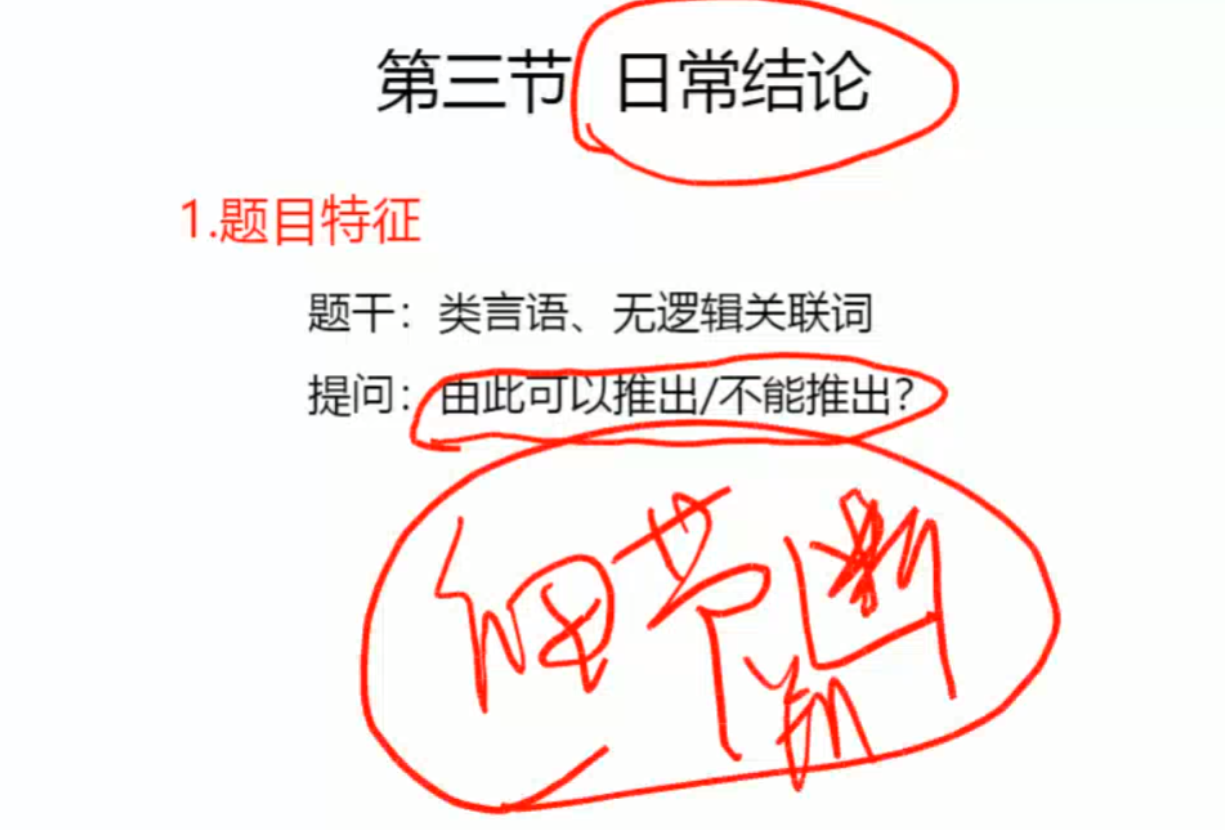 第三节 日常结论
1.题目特征
题干：类言语、无逻辑关联词
提问：由此可以推出/不能推出？
细节判断